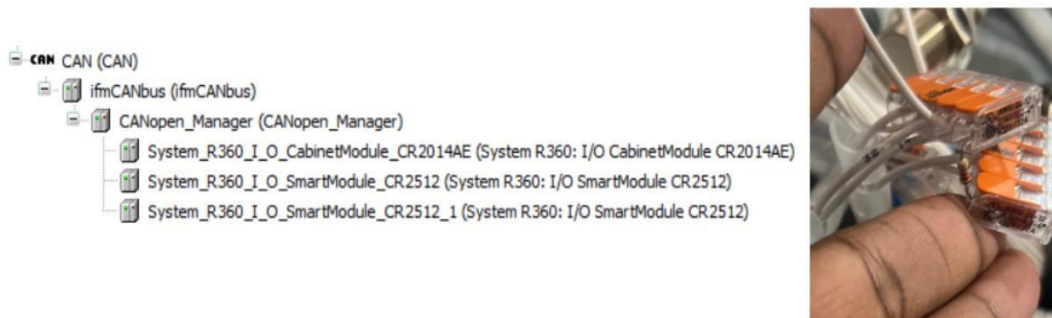 CAN CAN (CAN)
ifmCANbus (ifmCANbus)
CANopen_Manager (CANopen_Manager)
System_R360_I_O_CabinetModule_CR2014AE (System R360: I/O CabinetModule CR2014AE)
System_R360_I_O_SmartModule_CR2512 (System R360: I/O SmartModule CR2512)
System_R360_I_O_SmartModule_CR2512_1 (System R360: I/O SmartModule CR2512)